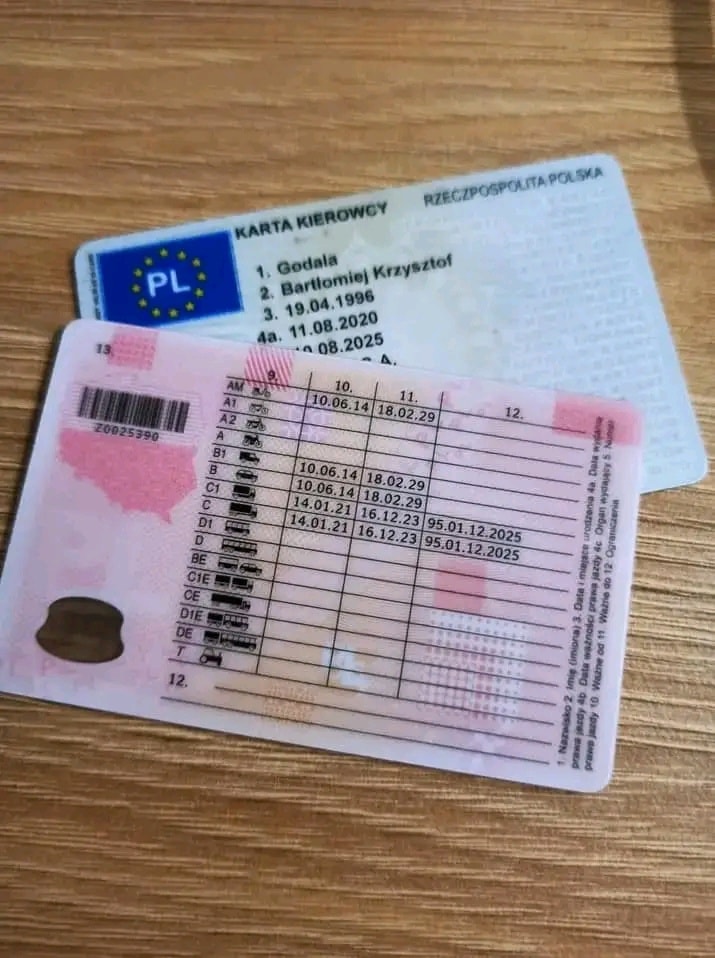 KARTA KIEROWCY
RZECZPOSPOLITA POLSKA
PL
1. Godala
2. Bartłomiej Krzysztof
3. 19.04.1996
4a. 11.08.2020
10.08.2025
S.A.
13.
Z0025390
9. 10. 11. 12.
AM 10.06.14 18.02.29
A1
A2
A
B1 10.06.14 18.02.29
B 10.06.14 18.02.29
C1 14.01.21 16.12.23 95.01.12.2025
C 14.01.21 16.12.23 95.01.12.2025
D1
D
BE
C1E
CE
D1E
DE
T
12.
1. Nazwisko 2. Imię (imiona) 3. Data i miejsce urodzenia 4a. Data wydania
prawa jazdy 4b. Data ważności prawa jazdy 4c. Organ wydający 5. Numer
prawa jazdy 10. Ważne od 11. Ważne do 12. Ograniczenia